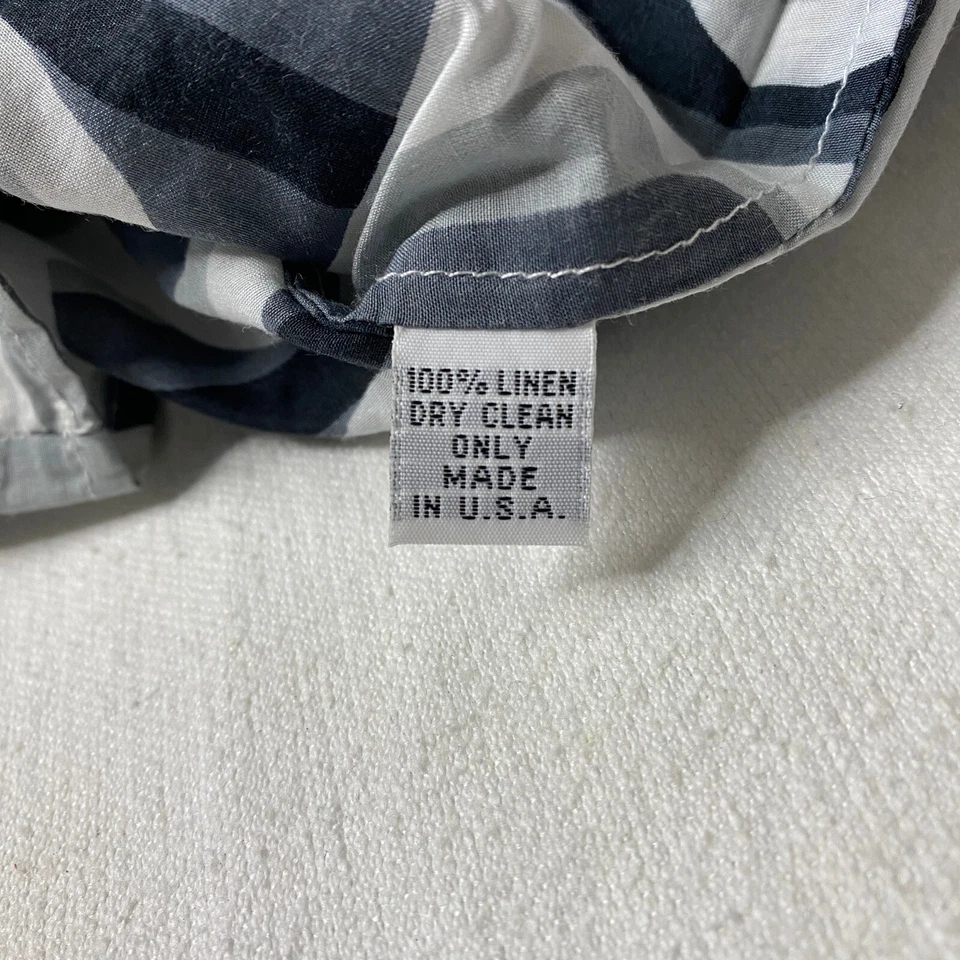 100% LINEN
DRY CLEAN
ONLY
MADE
IN U.S.A.